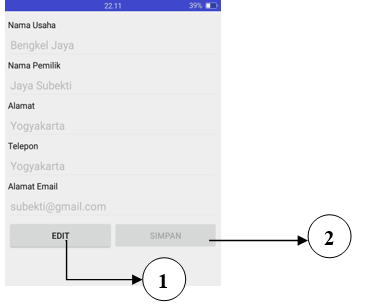 22.11 39%
Nama Usaha
Bengkel Jaya
Nama Pemilik
Jaya Subekti
Alamat
Yogyakarta
Telepon
Yogyakarta
Alamat Email
subekti@gmail.com
EDIT SIMPAN
2
1